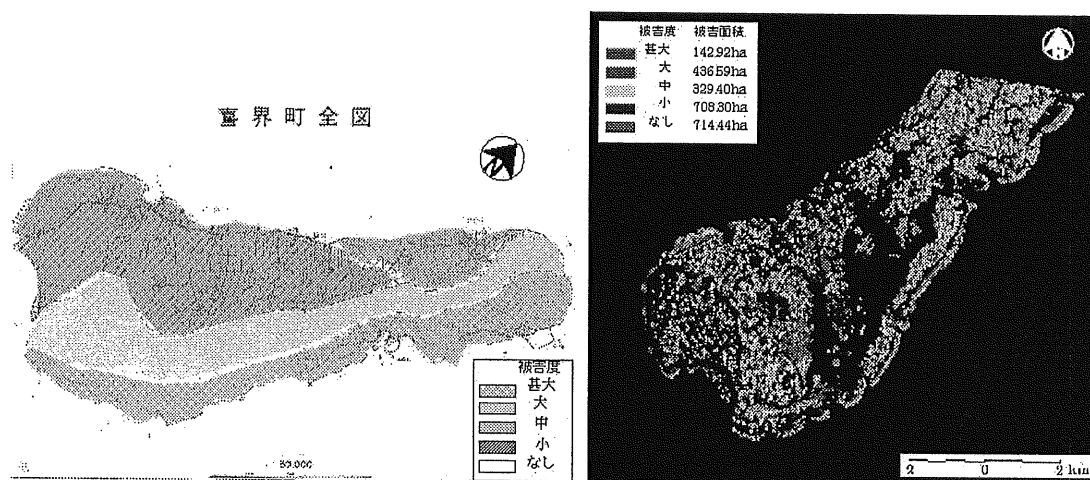 喜界町全図
被害度
甚大
大
中
小
なし
50,000
被害度 被害面積
甚大 142.92ha
大 436.59ha
中 329.40ha
小 708.30ha
なし 714.44ha
2 0 2 km